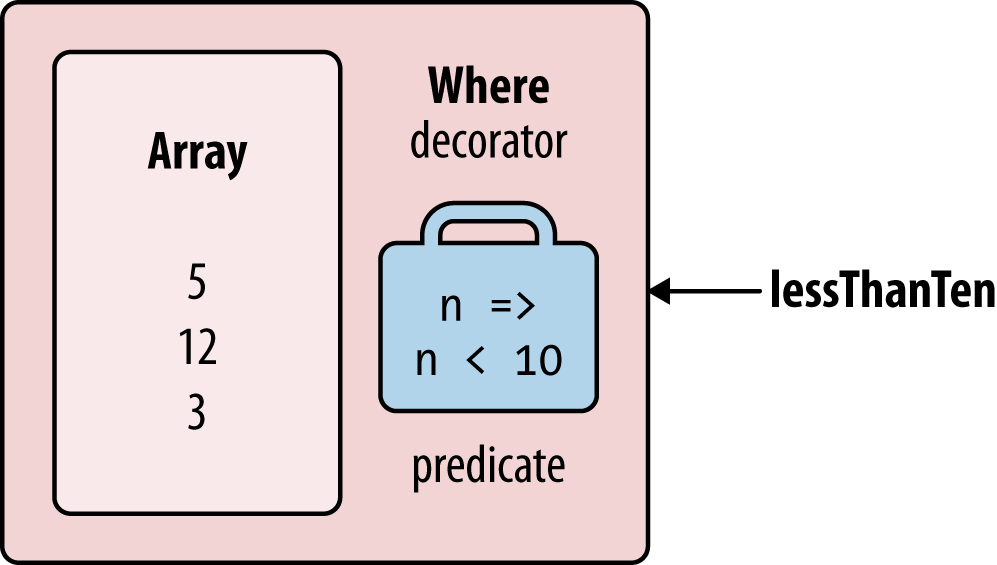 Array
5
12
3
Where
decorator
n =>
n < 10
predicate
lessThanTen